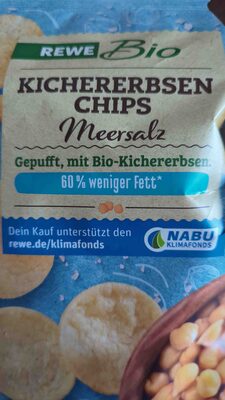 REWE Bio
KICHERERBSEN
CHIPS
Meersalz
Gepufft, mit Bio-Kichererbsen.
60 % weniger Fett*
Dein Kauf unterstützt den
rewe.de/klimafonds
NABU
KLIMAFONDS